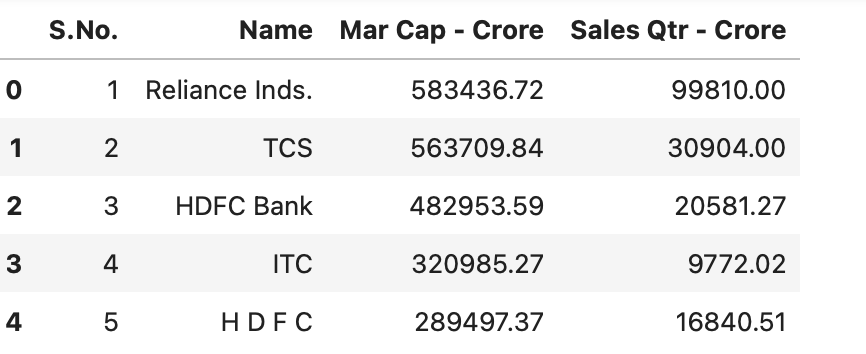 S.No. Name Mar Cap - Crore Sales Qtr - Crore
0 1 Reliance Inds. 583436.72 99810.00
1 2 TCS 563709.84 30904.00
2 3 HDFC Bank 482953.59 20581.27
3 4 ITC 320985.27 9772.02
4 5 H D F C 289497.37 16840.51